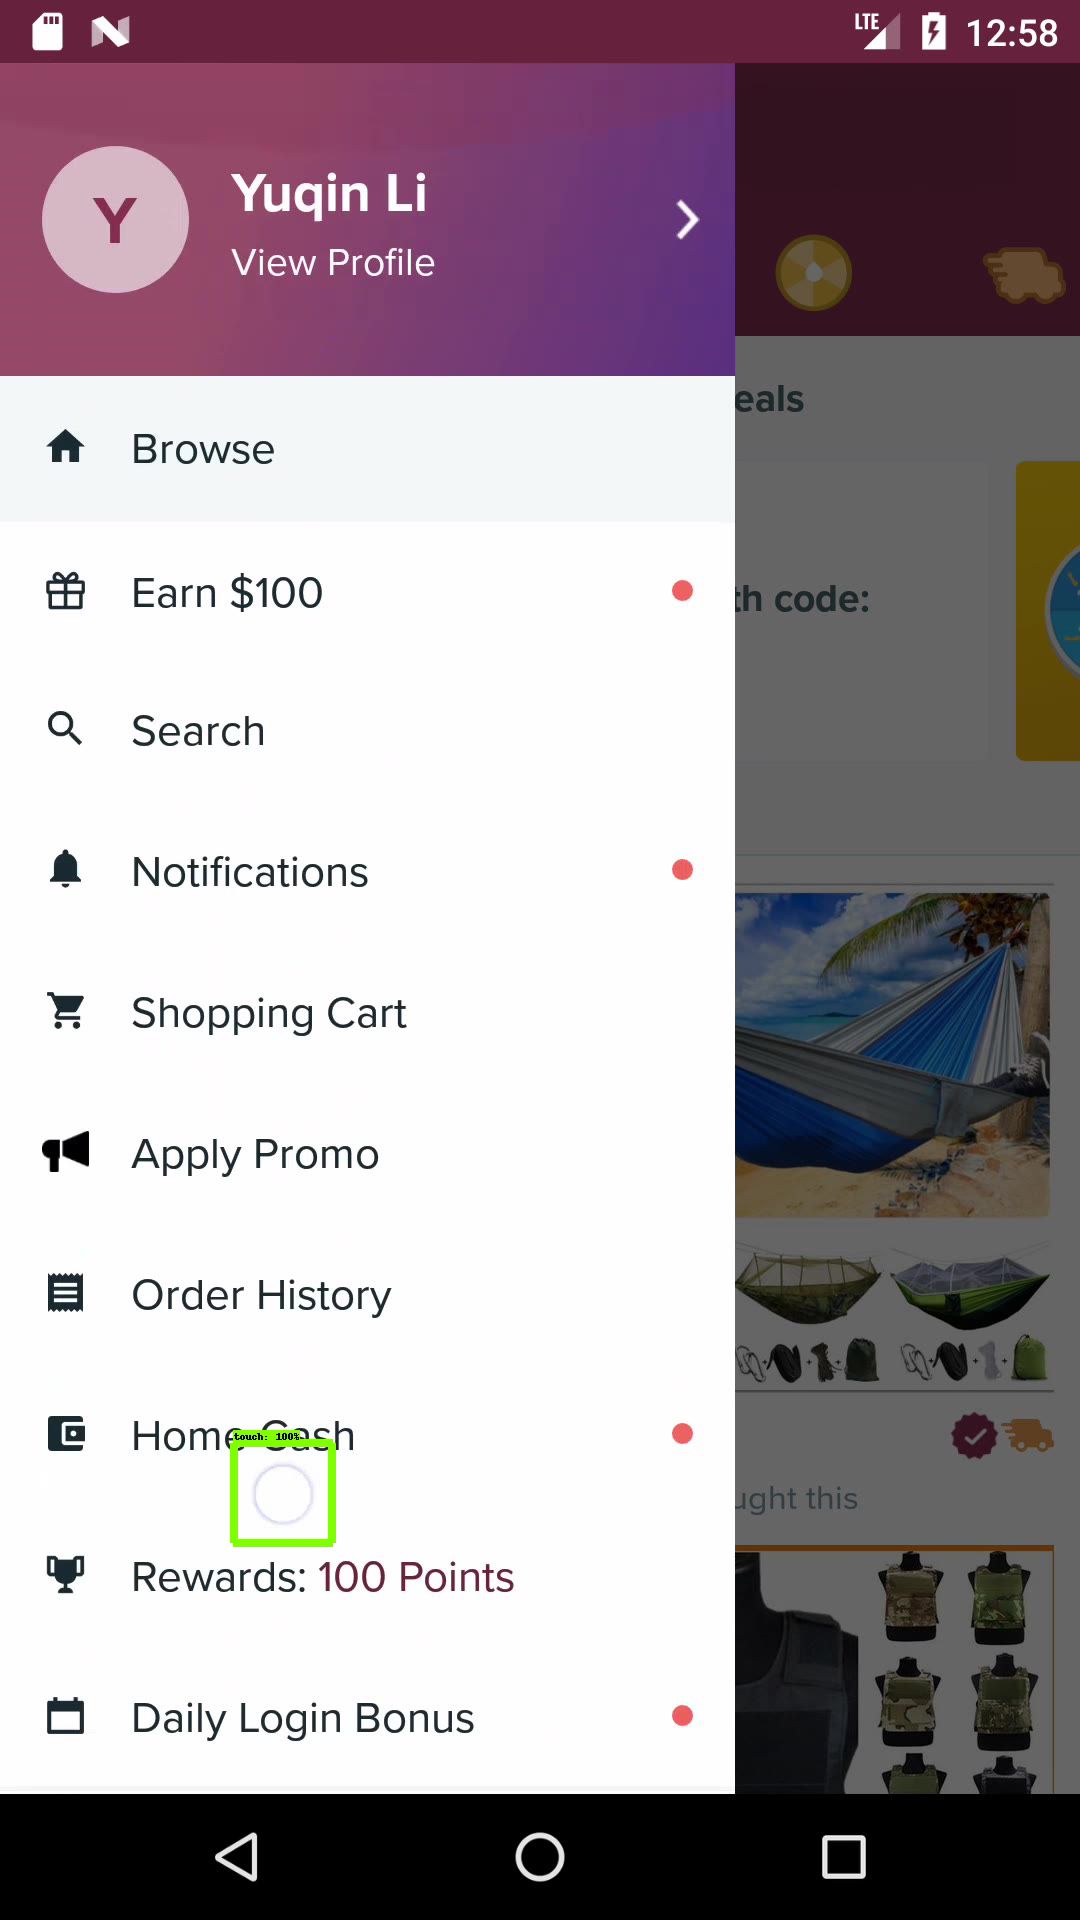 LTE 12:58
Y
Yuqin Li
View Profile
eals
Browse
Earn $100
th code:
Search
Notifications
Shopping Cart
Apply Promo
Order History
Home Cash
touch: 100%
ught this
Rewards: 100 Points
Daily Login Bonus